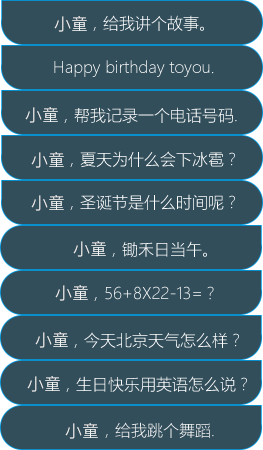 小童，给我讲个故事。
Happy birthday toyou.
小童，帮我记录一个电话号码.
小童，夏天为什么会下冰雹？
小童，圣诞节是什么时间呢？
小童，锄禾日当午。
小童，56+8X22-13=？
小童，今天北京天气怎么样？
小童，生日快乐用英语怎么说？
小童，给我跳个舞蹈.